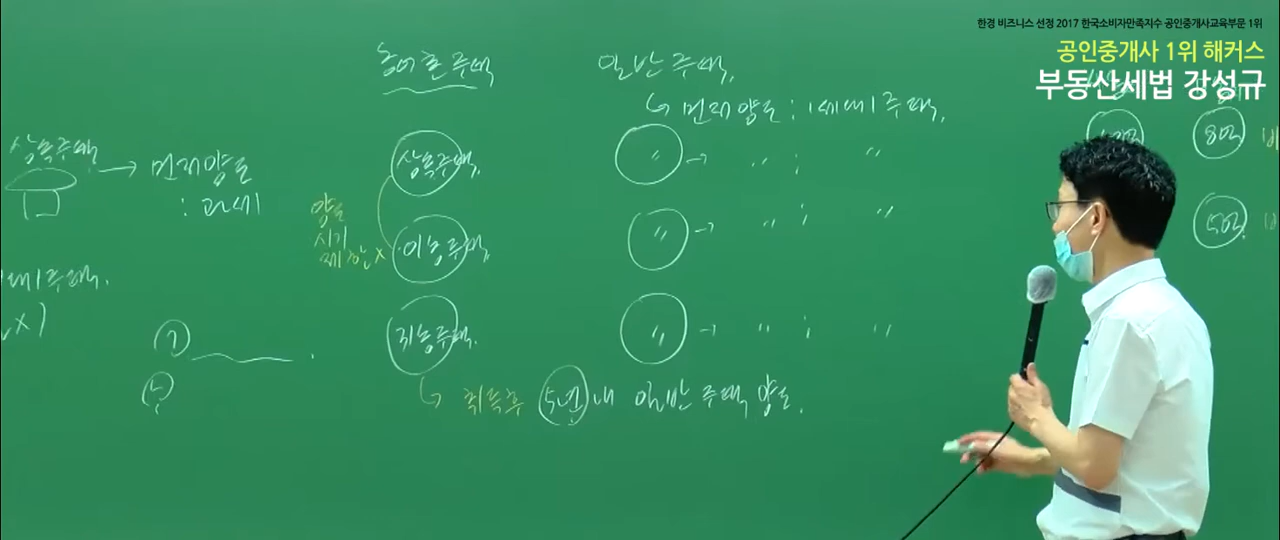 한경 비즈니스 선정 2017 한국소비자만족지수 공인중개사교육부문 1위
공인중개사 1위 해커스
부동산세법 강성규
농어촌주택 일반주택,
↳ 먼저양도 : 1세대1주택,
상속주택, → 먼저양도
: 과세
상속주택, 〃 → 〃 ; 〃
양도
시기
제한 x
이농주택, 〃 → 〃 ; 〃
귀농주택, 〃 → 〃 ; 〃
↳ 취득후 5년내 일반주택 양도,
대1주택,
x)
8억
5억,